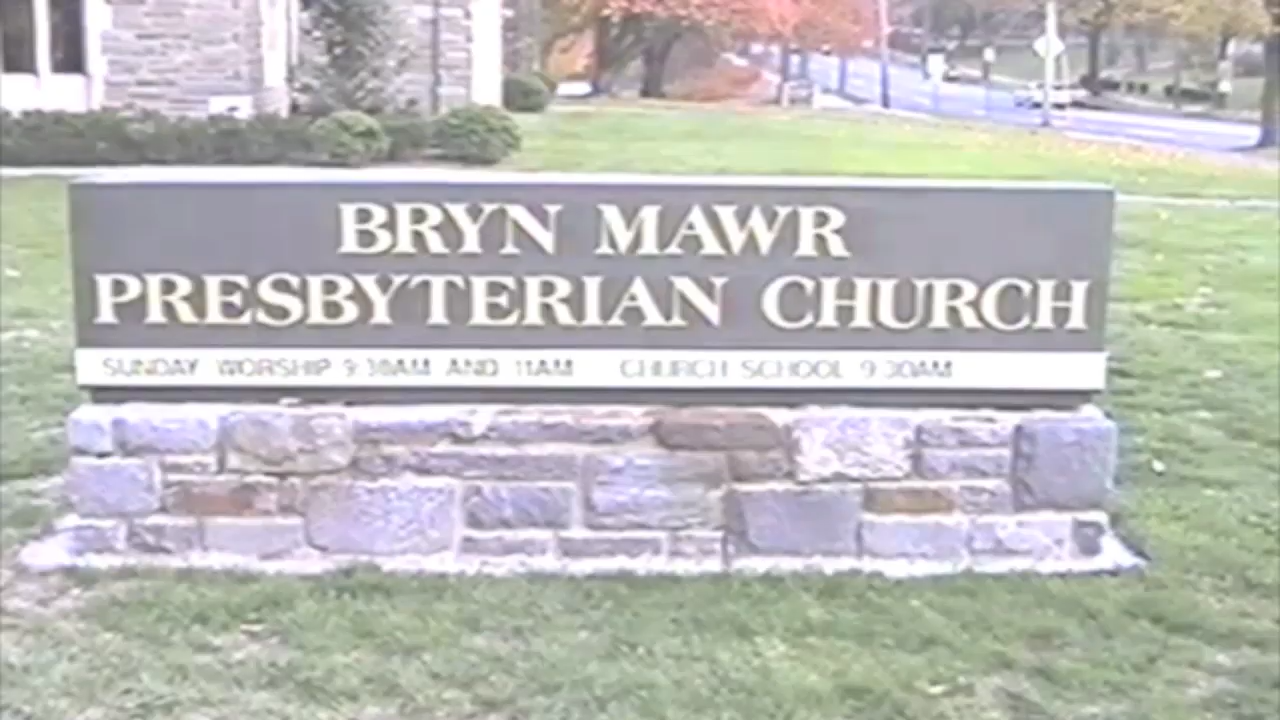 BRYN MAWR
PRESBYTERIAN CHURCH
SUNDAY WORSHIP 9:30AM AND 11AM CHURCH SCHOOL 9:30AM